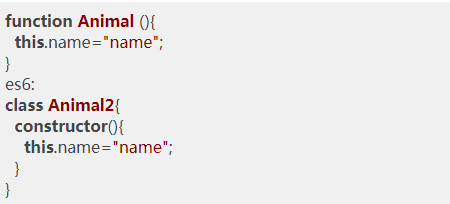 function Animal (){
this.name="name";
}
es6:
class Animal2{
constructor(){
this.name="name";
}
}